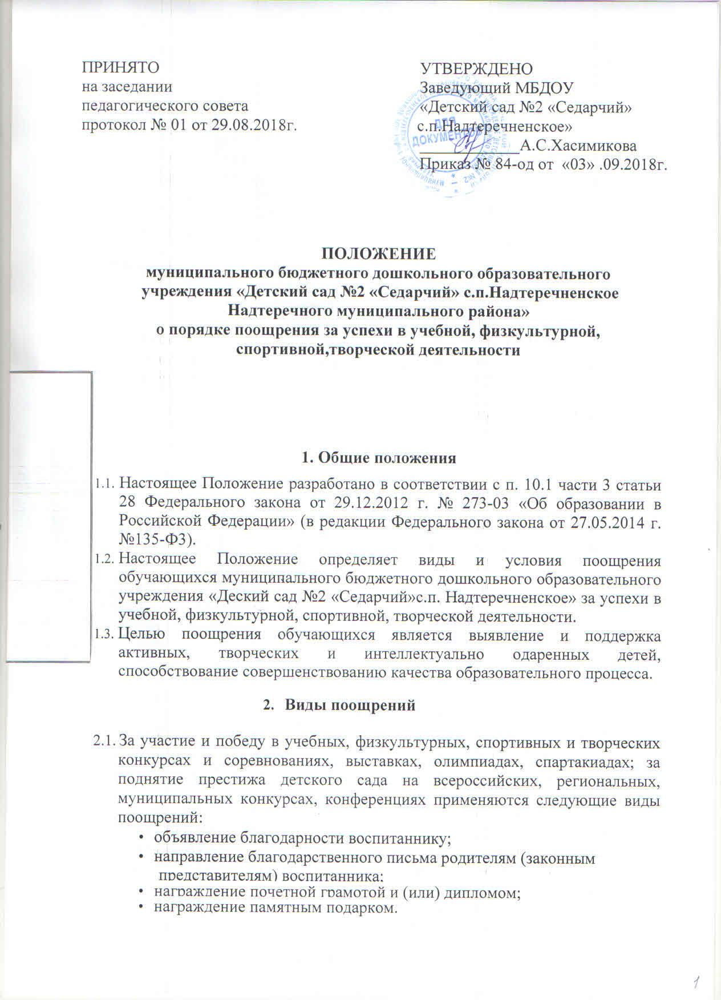 ПРИНЯТО
на заседании
педагогического совета
протокол № 01 от 29.08.2018г.
УТВЕРЖДЕНО
Заведующий МБДОУ
«Детский сад №2 «Седарчий»
с.п.Надтеречненское»
____________А.С.Хасимикова
Приказ № 84-од от «03» .09.2018г.
ДЛЯ
ДОКУМЕНТОВ
ПОЛОЖЕНИЕ
муниципального бюджетного дошкольного образовательного
учреждения «Детский сад №2 «Седарчий» с.п.Надтеречненское
Надтеречного муниципального района»
о порядке поощрения за успехи в учебной, физкультурной,
спортивной,творческой деятельности
1. Общие положения
1.1. Настоящее Положение разработано в соответствии с п. 10.1 части 3 статьи
28 Федерального закона от 29.12.2012 г. № 273-03 «Об образовании в
Российской Федерации» (в редакции Федерального закона от 27.05.2014 г.
№135-ФЗ).
1.2. Настоящее Положение определяет виды и условия поощрения
обучающихся муниципального бюджетного дошкольного образовательного
учреждения «Деский сад №2 «Седарчий»с.п. Надтеречненское» за успехи в
учебной, физкультурной, спортивной, творческой деятельности.
1.3. Целью поощрения обучающихся является выявление и поддержка
активных, творческих и интеллектуально одаренных детей,
способствование совершенствованию качества образовательного процесса.
2. Виды поощрений
2.1. За участие и победу в учебных, физкультурных, спортивных и творческих
конкурсах и соревнованиях, выставках, олимпиадах, спартакиадах; за
поднятие престижа детского сада на всероссийских, региональных,
муниципальных конкурсах, конференциях применяются следующие виды
поощрений:
• объявление благодарности воспитаннику;
• направление благодарственного письма родителям (законным
представителям) воспитанника;
• награждение почетной грамотой и (или) дипломом;
• награждение памятным подарком.
1